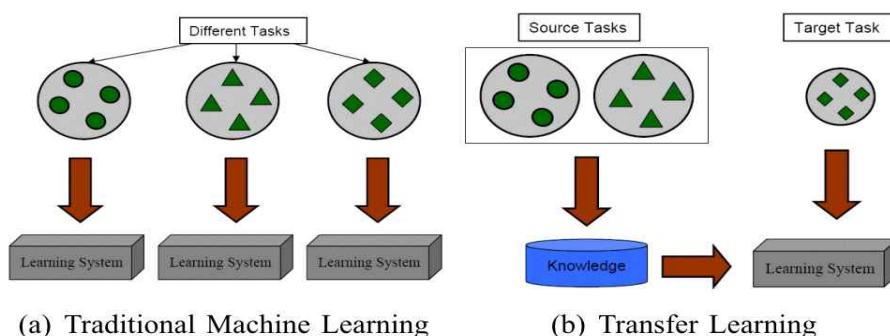 Different Tasks
Source Tasks
Target Task
Learning System
Learning System
Learning System
Knowledge
Learning System
(a) Traditional Machine Learning
(b) Transfer Learning